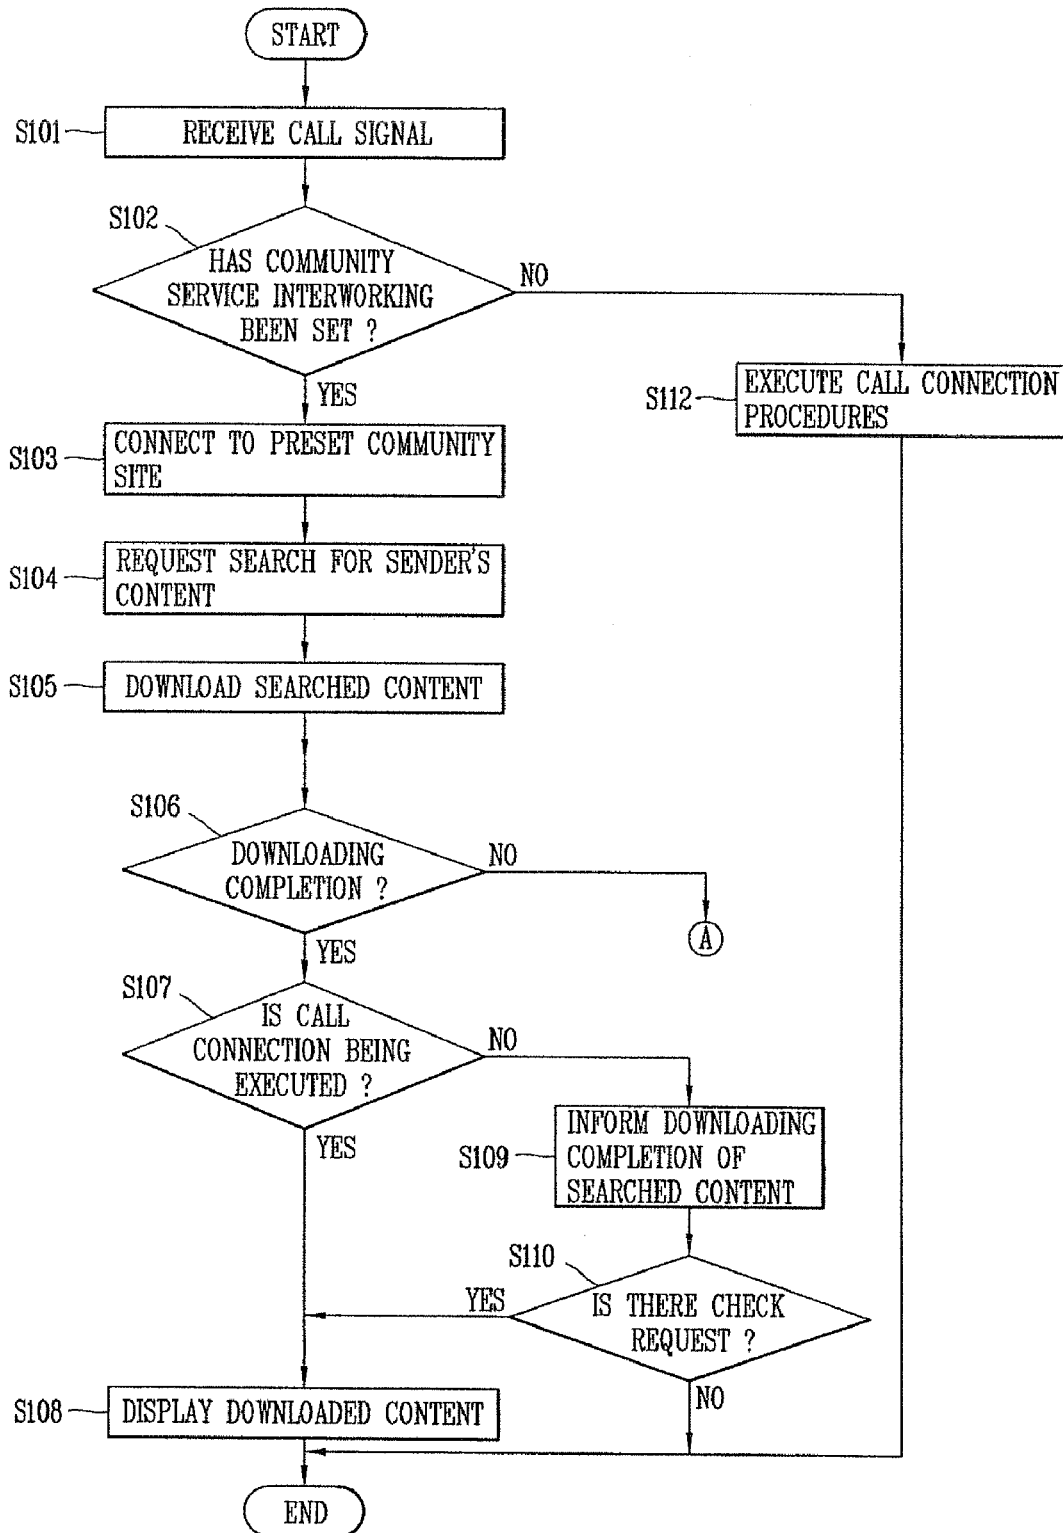 START
S101
RECEIVE CALL SIGNAL
S102
HAS COMMUNITY
SERVICE INTERWORKING
BEEN SET ?
NO
YES
S112
EXECUTE CALL CONNECTION
PROCEDURES
S103
CONNECT TO PRESET COMMUNITY
SITE
S104
REQUEST SEARCH FOR SENDER'S
CONTENT
S105
DOWNLOAD SEARCHED CONTENT
S106
DOWNLOADING
COMPLETION ?
NO
A
YES
S107
IS CALL
CONNECTION BEING
EXECUTED ?
NO
YES
S109
INFORM DOWNLOADING
COMPLETION OF
SEARCHED CONTENT
S110
IS THERE CHECK
REQUEST ?
YES
NO
S108
DISPLAY DOWNLOADED CONTENT
END